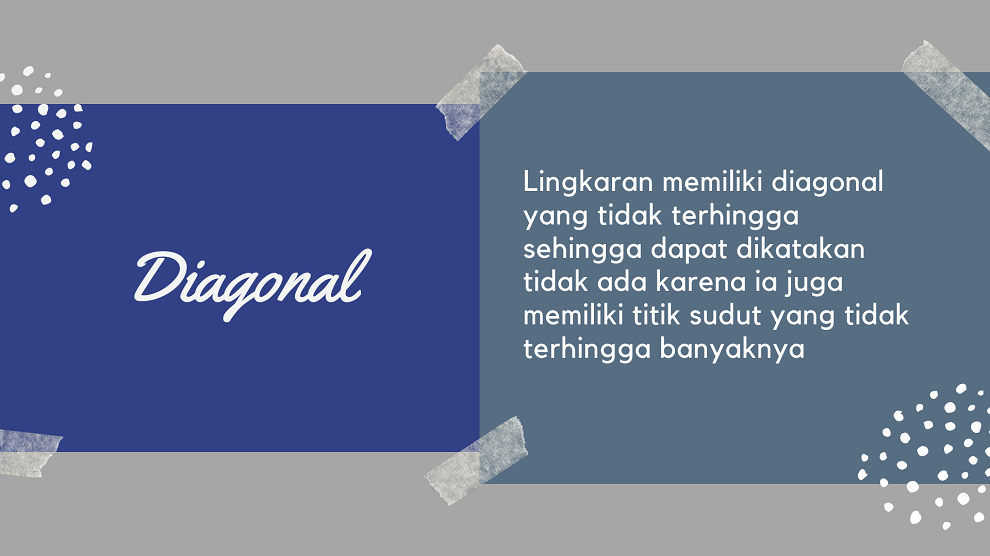 Diagonal
Lingkaran memiliki diagonal
yang tidak terhingga
sehingga dapat dikatakan
tidak ada karena ia juga
memiliki titik sudut yang tidak
terhingga banyaknya